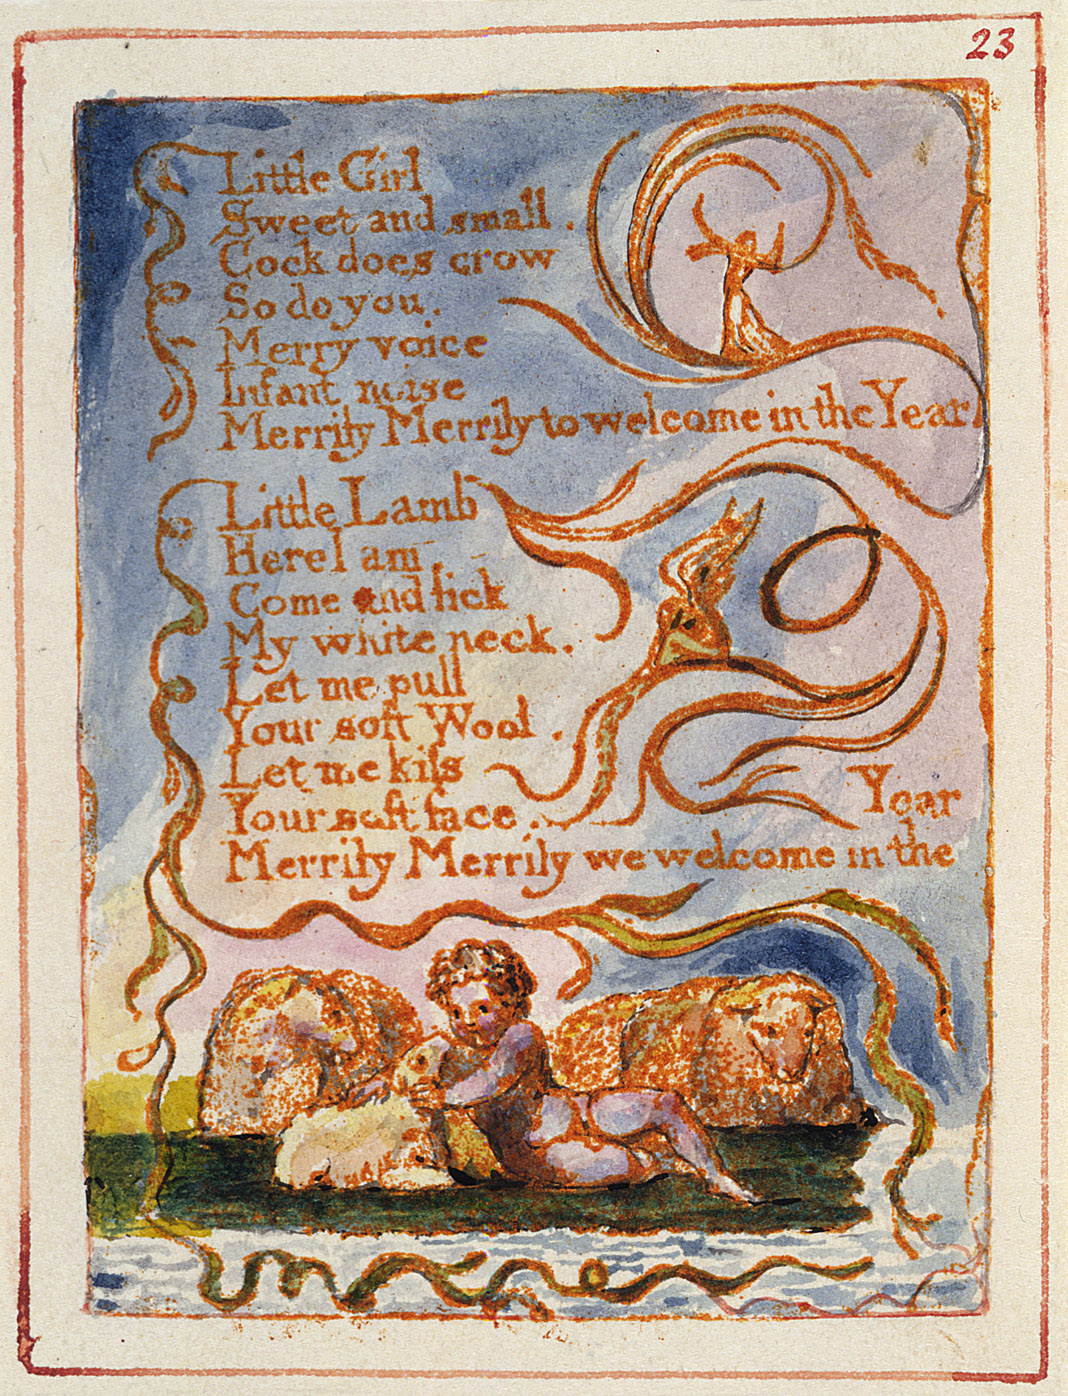 23
Little Girl
Sweet and small.
Cock does crow
So do you.
Merry voice
Infant noise
Merrily Merrily to welcome in the Year
Little Lamb
Here I am
Come and lick
My white neck.
Let me pull
Your soft Wool.
Let me kiſs
Your soft face.
Merrily Merrily we welcome in the
Year